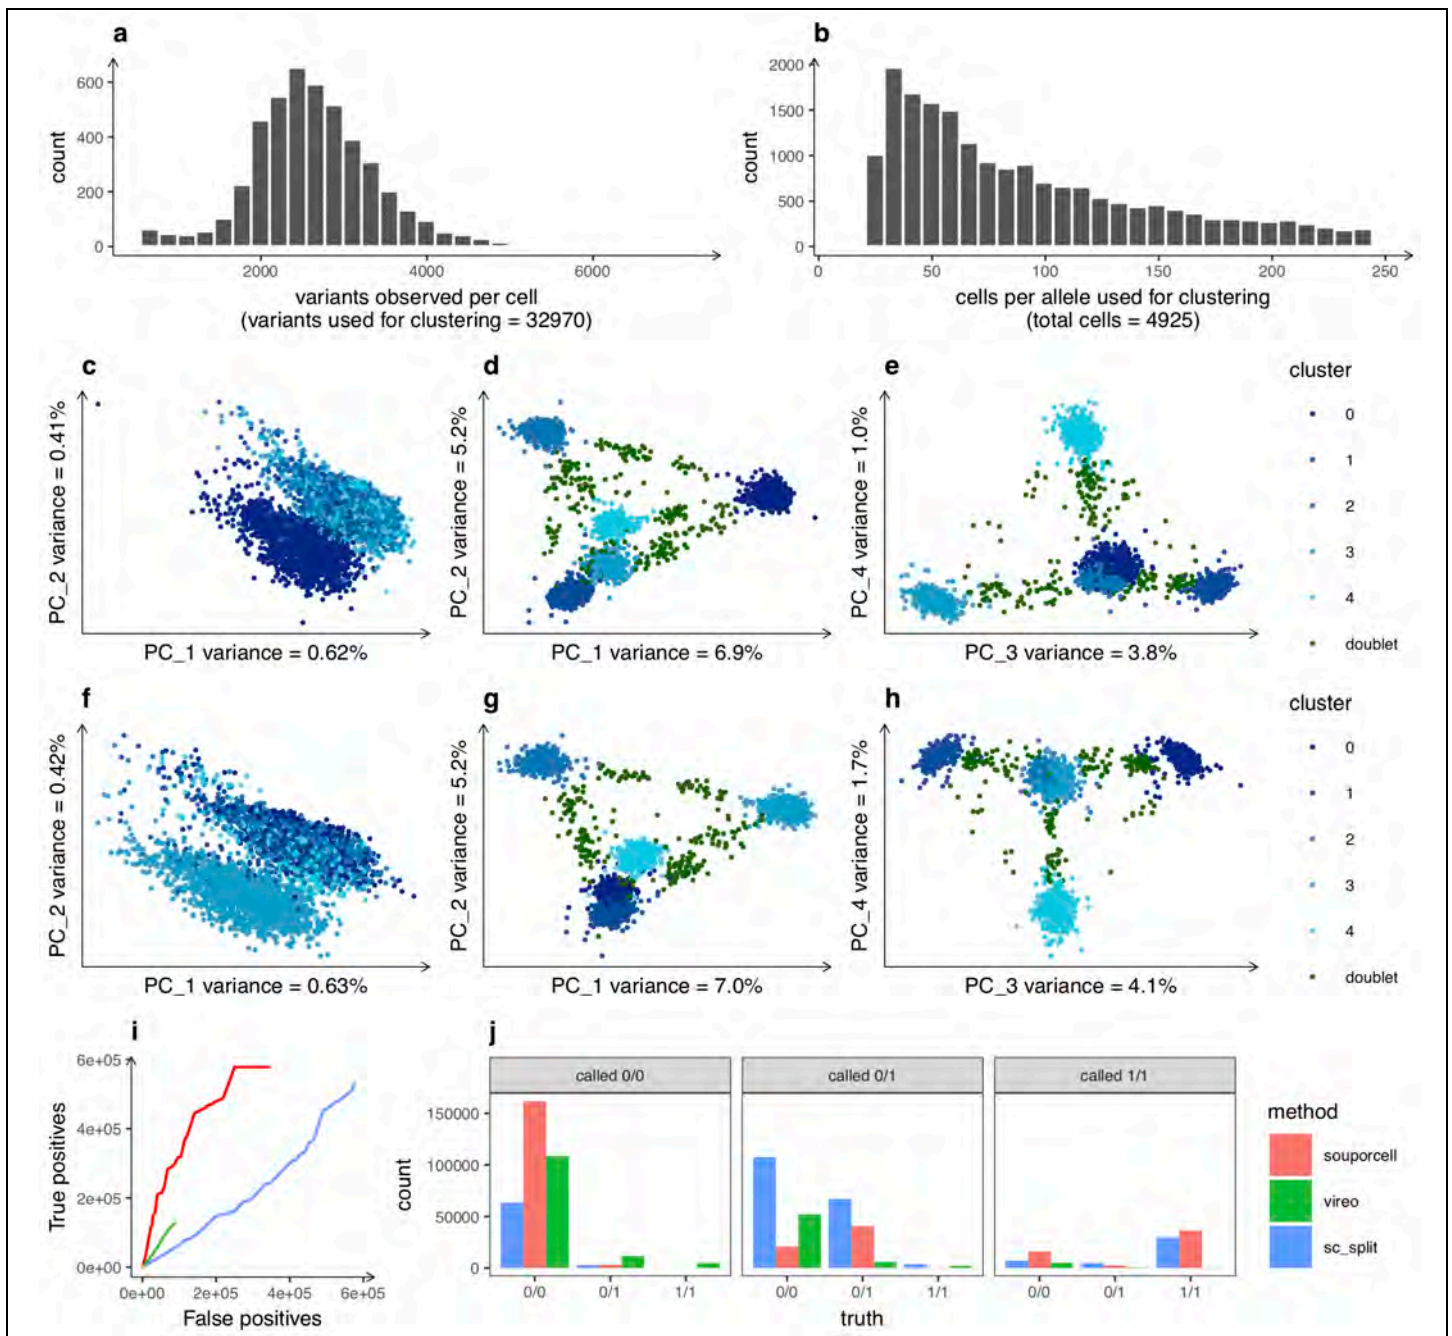 a
600
400
200
0
count
2000
4000
6000
variants observed per cell
(variants used for clustering = 32970)
b
2000
1500
1000
500
0
count
0
50
100
150
200
250
cells per allele used for clustering
(total cells = 4925)
c
PC_2 variance = 0.41%
PC_1 variance = 0.62%
d
PC_2 variance = 5.2%
PC_1 variance = 6.9%
e
PC_4 variance = 1.0%
PC_3 variance = 3.8%
cluster
0
1
2
3
4
doublet
f
PC_2 variance = 0.42%
PC_1 variance = 0.63%
g
PC_2 variance = 5.2%
PC_1 variance = 7.0%
h
PC_4 variance = 1.7%
PC_3 variance = 4.1%
cluster
0
1
2
3
4
doublet
i
6e+05
4e+05
2e+05
0e+00
True positives
0e+00
2e+05
4e+05
6e+05
False positives
j
called 0/0
called 0/1
called 1/1
150000
100000
50000
0
count
0/0
0/1
1/1
0/0
0/1
1/1
0/0
0/1
1/1
truth
method
souporcell
vireo
sc_split